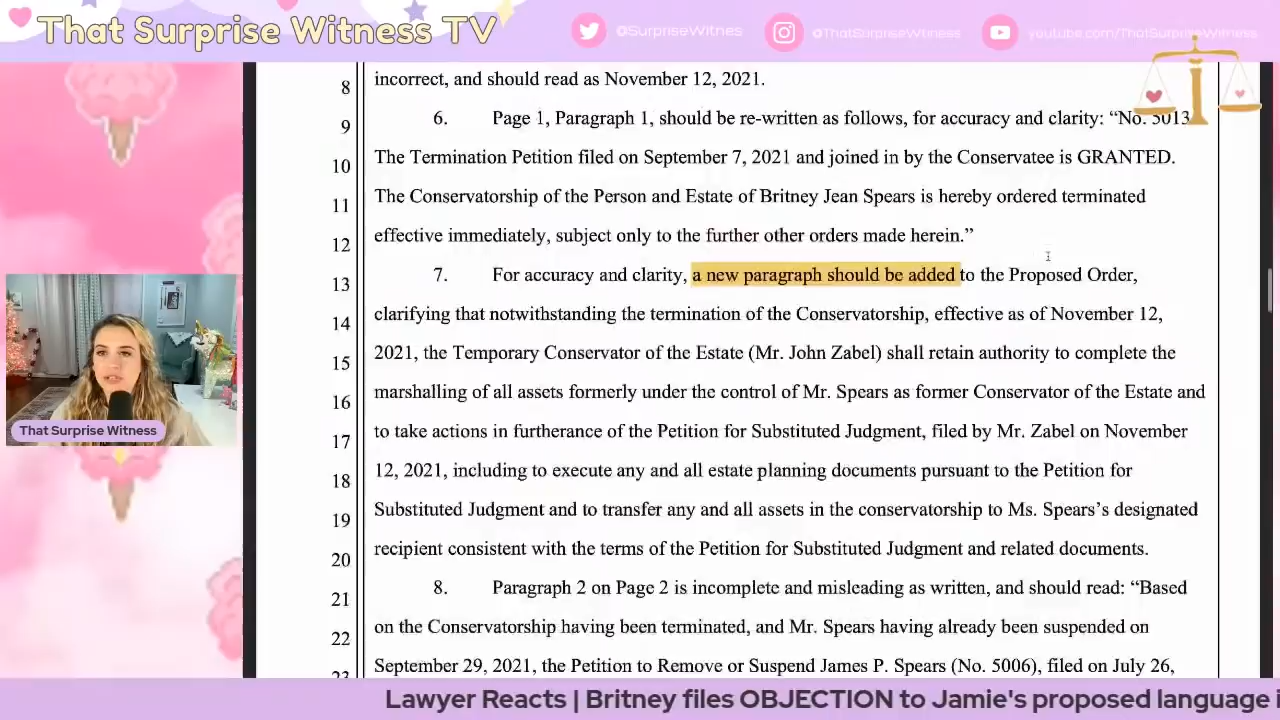 That Surprise Witness TV
@SurpriseWitnes
@ThatSurpriseWitness
youtube.com/ThatSurpriseWitness
8 incorrect, and should read as November 12, 2021.
9 6. Page 1, Paragraph 1, should be re-written as follows, for accuracy and clarity: “No. 5013
10 The Termination Petition filed on September 7, 2021 and joined in by the Conservatee is GRANTED.
11 The Conservatorship of the Person and Estate of Britney Jean Spears is hereby ordered terminated
12 effective immediately, subject only to the further other orders made herein.”
13 7. For accuracy and clarity, a new paragraph should be added to the Proposed Order,
14 clarifying that notwithstanding the termination of the Conservatorship, effective as of November 12,
15 2021, the Temporary Conservator of the Estate (Mr. John Zabel) shall retain authority to complete the
16 marshalling of all assets formerly under the control of Mr. Spears as former Conservator of the Estate and
17 to take actions in furtherance of the Petition for Substituted Judgment, filed by Mr. Zabel on November
18 12, 2021, including to execute any and all estate planning documents pursuant to the Petition for
19 Substituted Judgment and to transfer any and all assets in the conservatorship to Ms. Spears’s designated
20 recipient consistent with the terms of the Petition for Substituted Judgment and related documents.
21 8. Paragraph 2 on Page 2 is incomplete and misleading as written, and should read: “Based
22 on the Conservatorship having been terminated, and Mr. Spears having already been suspended on
23 September 29, 2021, the Petition to Remove or Suspend James P. Spears (No. 5006), filed on July 26,
That Surprise Witness
Lawyer Reacts | Britney files OBJECTION to Jamie's proposed language i